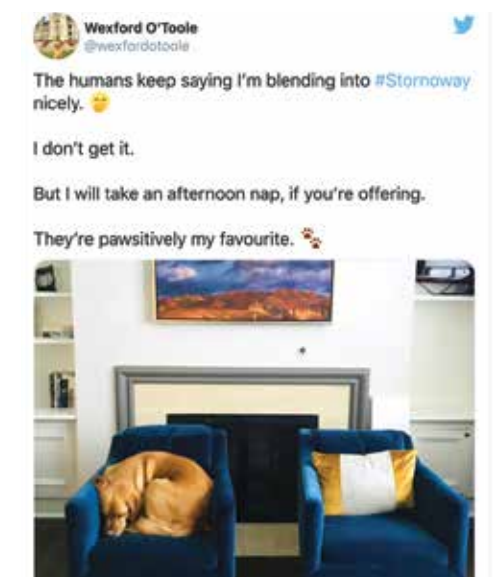 Wexford O'Toole
@wexfordotoole
The humans keep saying I'm blending into #Stornoway
nicely.
I don't get it.
But I will take an afternoon nap, if you're offering.
They're pawsitively my favourite. 🐾